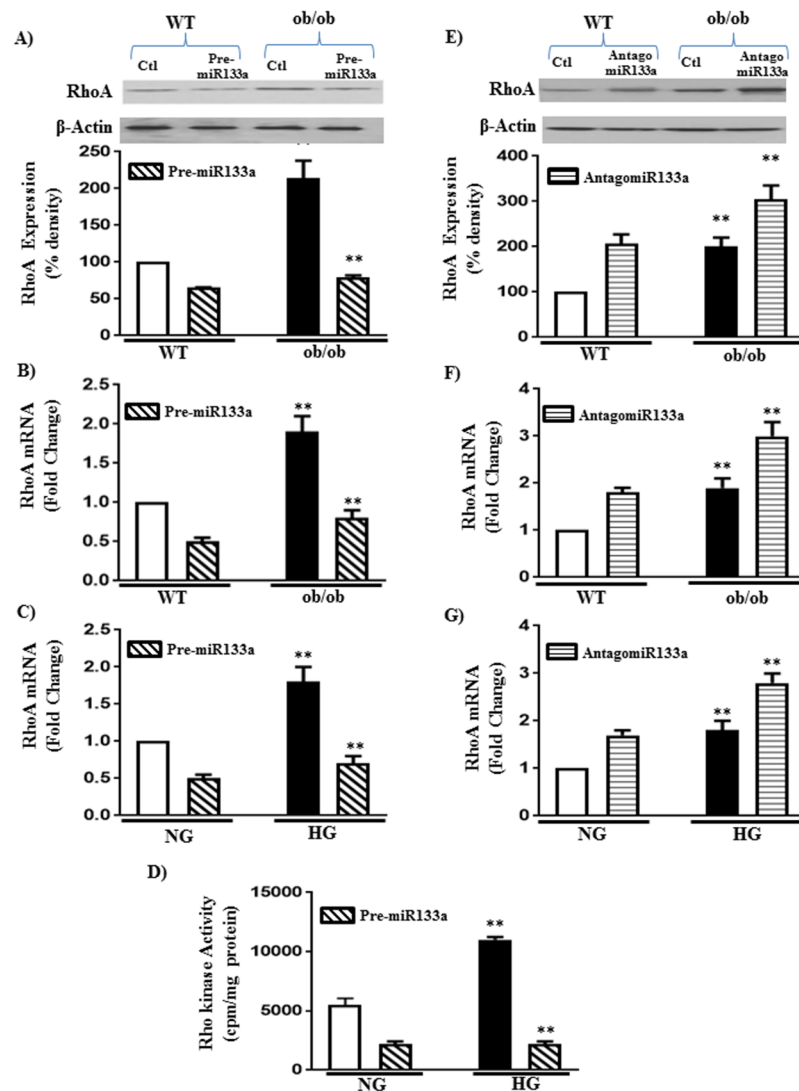 A)
WT
ob/ob
Ctl
Pre-
miR133a
Ctl
Pre-
miR133a
RhoA
β-Actin
RhoA Expression
(% density)
250
200
150
100
50
0
Pre-miR133a
**
**
WT
ob/ob
B)
RhoA mRNA
(Fold Change)
2.5
2.0
1.5
1.0
0.5
0.0
Pre-miR133a
**
**
WT
ob/ob
C)
RhoA mRNA
(Fold Change)
2.5
2.0
1.5
1.0
0.5
0.0
Pre-miR133a
**
**
NG
HG
E)
WT
ob/ob
Ctl
Antago
miR133a
Ctl
Antago
miR133a
RhoA
β-Actin
RhoA Expression
(% density)
400
300
200
100
0
AntagomiR133a
**
**
WT
ob/ob
F)
RhoA mRNA
(Fold Change)
4
3
2
1
0
AntagomiR133a
**
**
WT
ob/ob
G)
RhoA mRNA
(Fold Change)
4
3
2
1
0
AntagomiR133a
**
**
NG
HG
D)
Rho kinase Activity
(cpm/mg protein)
15000
10000
5000
0
Pre-miR133a
**
**
NG
HG